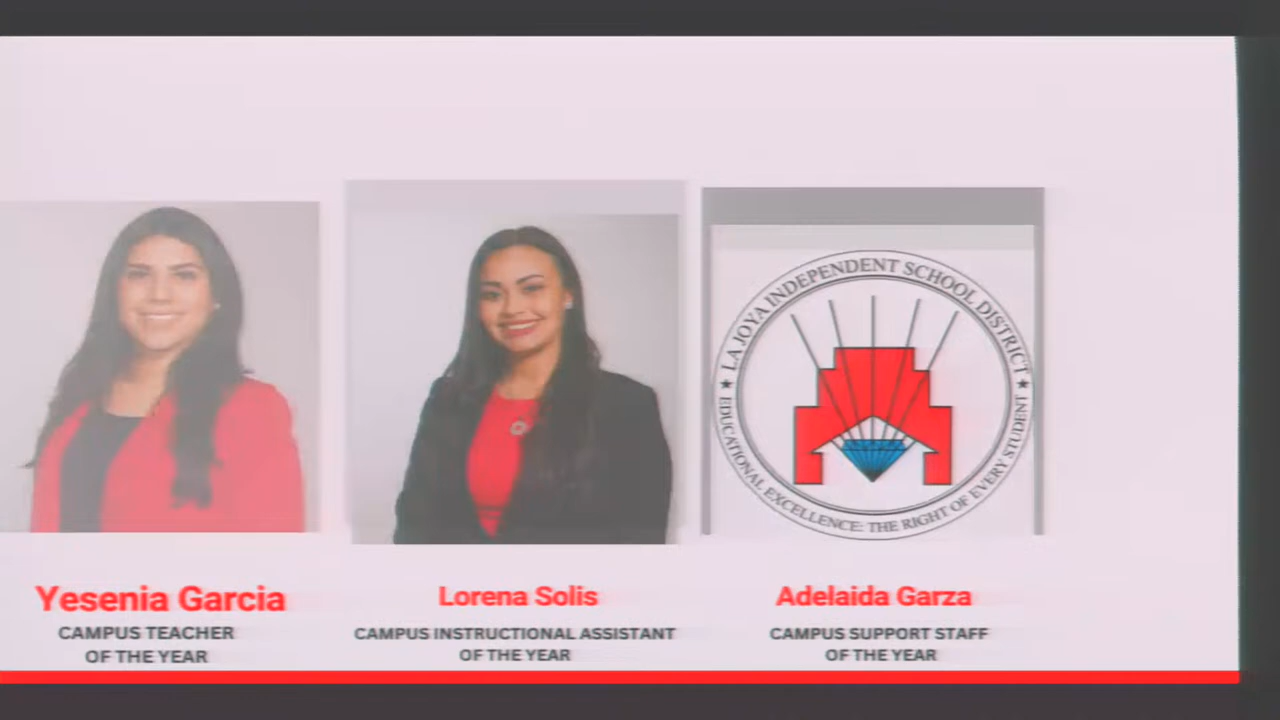 LA JOYA INDEPENDENT SCHOOL DISTRICT
EDUCATIONAL EXCELLENCE: THE RIGHT OF EVERY STUDENT
Yesenia Garcia
CAMPUS TEACHER
OF THE YEAR
Lorena Solis
CAMPUS INSTRUCTIONAL ASSISTANT
OF THE YEAR
Adelaida Garza
CAMPUS SUPPORT STAFF
OF THE YEAR